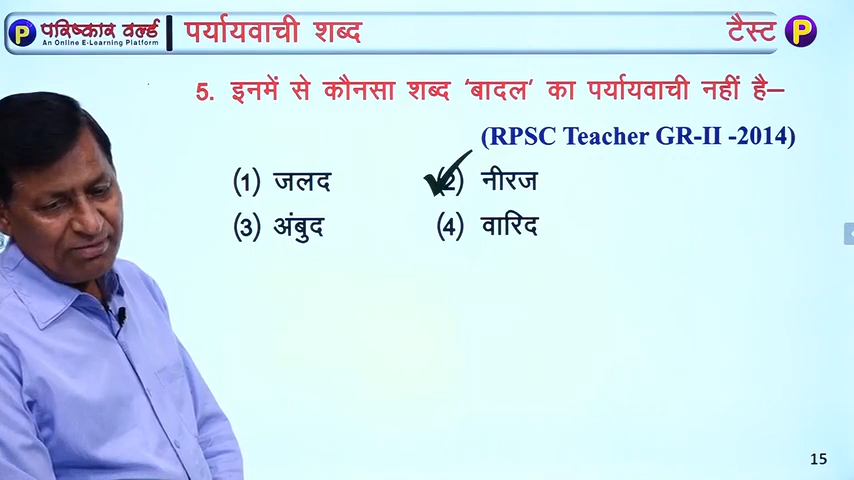 P परिष्कार वर्ल्ड
An Online E-Learning Platform
पर्यायवाची शब्द
टैस्ट P
5. इनमें से कौनसा शब्द ‘बादल’ का पर्यायवाची नहीं है–
(RPSC Teacher GR-II -2014)
(1) जलद (2) नीरज
(3) अंबुद (4) वारिद
15